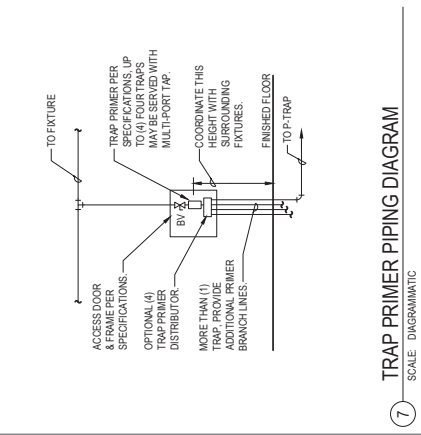 TO FIXTURE
ACCESS DOOR
& FRAME PER
SPECIFICATIONS.
OPTIONAL (4)
TRAP PRIMER
DISTRIBUTOR.
MORE THAN (1)
TRAP, PROVIDE
ADDITIONAL PRIMER
BRANCH LINES.
BV
TRAP PRIMER PER
SPECIFICATIONS, UP
TO (4) FOUR TRAPS
MAY BE SERVED WITH
MULTI-PORT TAP.
COORDINATE THIS
HEIGHT WITH
SURROUNDING
FIXTURES.
FINISHED FLOOR
TO P-TRAP
7
TRAP PRIMER PIPING DIAGRAM
SCALE: DIAGRAMMATIC